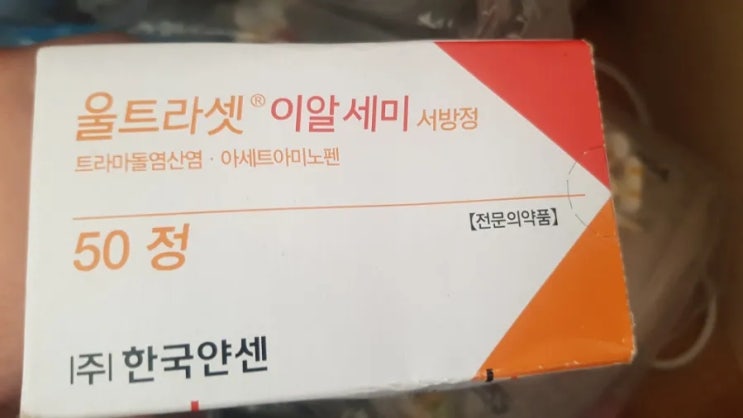 울트라셋® 이알 세미 서방정
트라마돌염산염 · 아세트아미노펜
50 정
【전문의약품】
(주) 한국얀센